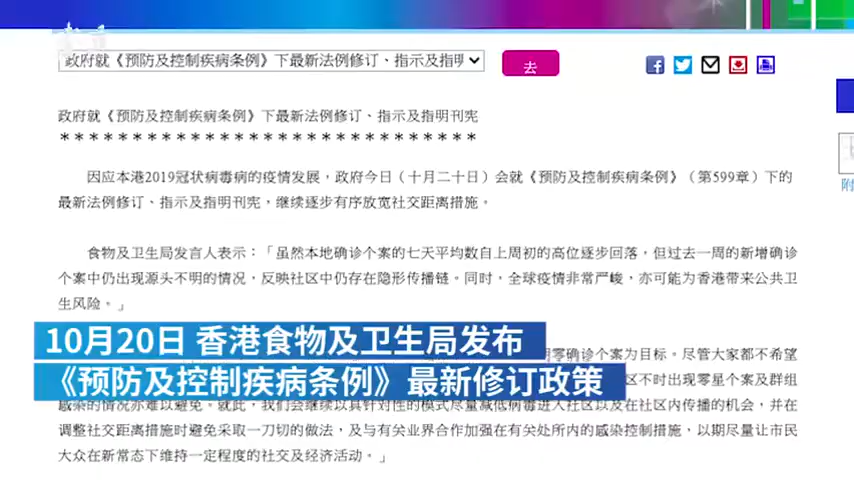 政府就《预防及控制疾病条例》下最新法例修订、指示及指明
去
政府就《预防及控制疾病条例》下最新法例修订、指示及指明刊宪
*****************************
因应本港2019冠状病毒病的疫情发展，政府今日（十月二十日）会就《预防及控制疾病条例》（第599章）下的
最新法例修订、指示及指明刊宪，继续逐步有序放宽社交距离措施。
食物及卫生局发言人表示：「虽然本地确诊个案的七天平均数自上周初的高位逐步回落，但过去一周的新增确诊
个案中仍出现源头不明的情况，反映社区中仍存在隐形传播链。同时，全球疫情非常严峻，亦可能为香港带来公共卫
生风险。」
10月20日 香港食物及卫生局发布
明零确诊个案为目标。尽管大家都不希望
《预防及控制疾病条例》最新修订政策
区不时出现零星个案及群组
感染的情况亦难以避免。就此，我们会继续以具针对性的模式尽量减低病毒进入社区以及在社区内传播的机会，并在
调整社交距离措施时避免采取一刀切的做法，及与有关业界合作加强在有关处所内的感染控制措施，以期尽量让市民
大众在新常态下维持一定程度的社交及经济活动。」
附